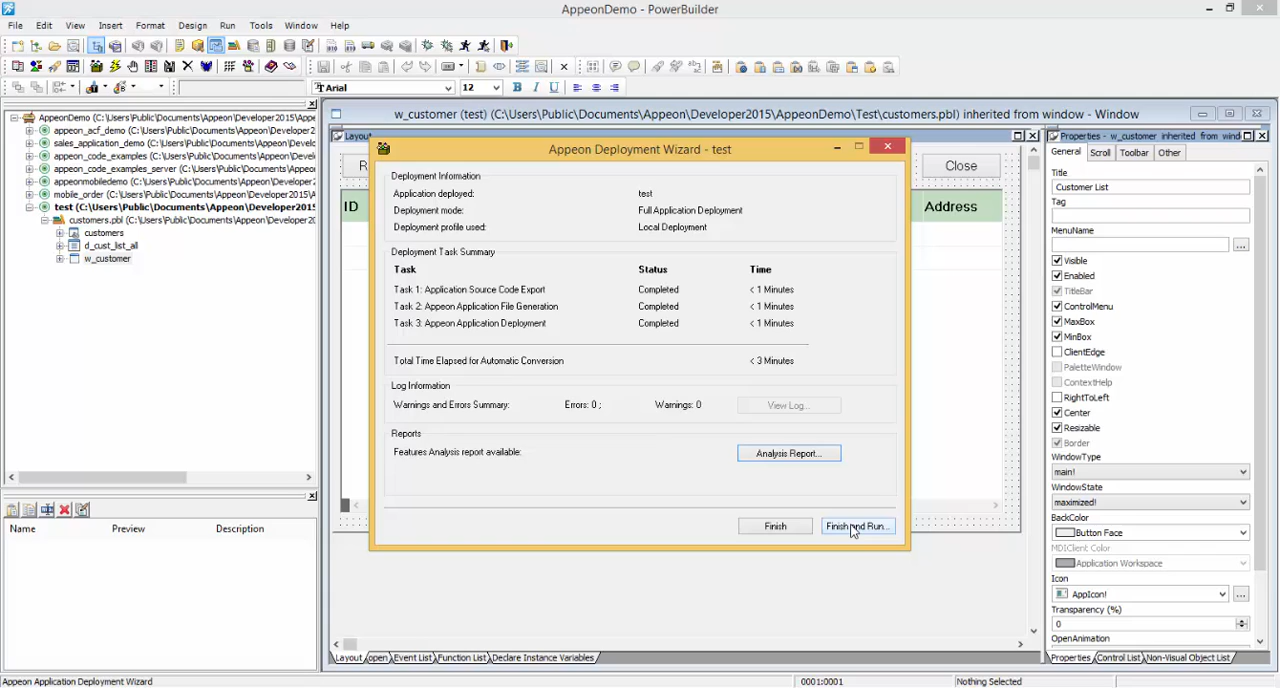 AppeonDemo - PowerBuilder
File Edit View Insert Format Design Run Tools Window Help
Arial 12 B I U
AppeonDemo (C:\Users\Public\Documents\Appeon\Developer2015\Appeon
appeon_acf_demo (C:\Users\Public\Documents\Appeon\Developer201
sales_application_demo (C:\Users\Public\Documents\Appeon\Develope
appeon_code_examples (C:\Users\Public\Documents\Appeon\Develop
appeon_code_examples_server (C:\Users\Public\Documents\Appeon\
appeonmobiledemo (C:\Users\Public\Documents\Appeon\Developer20
mobile_order (C:\Users\Public\Documents\Appeon\Developer2015\Ap
test (C:\Users\Public\Documents\Appeon\Developer2015\Appeon
customers.pbl (C:\Users\Public\Documents\Appeon\Developer2015\
customers
d_cust_list_all
w_customer
Name Preview Description
w_customer (test) (C:\Users\Public\Documents\Appeon\Developer2015\AppeonDemo\Test\customers.pbl) inherited from window - Window
Layout
R
Close
ID
Address
Appeon Deployment Wizard - test
Deployment Information
Application deployed: test
Deployment mode: Full Application Deployment
Deployment profile used: Local Deployment
Deployment Task Summary
Task Status Time
Task 1: Application Source Code Export Completed < 1 Minutes
Task 2: Appeon Application File Generation Completed < 1 Minutes
Task 3: Appeon Application Deployment Completed < 1 Minutes
Total Time Elapsed for Automatic Conversion < 3 Minutes
Log Information
Warnings and Errors Summary: Errors: 0 ; Warnings: 0 View Log...
Reports
Features Analysis report available: Analysis Report...
Finish Finish and Run...
Layout open Event List Function List Declare Instance Variables
Properties - w_customer inherited from wind
General Scroll Toolbar Other
Title
Customer List
Tag
MenuName
...
Visible
Enabled
TitleBar
ControlMenu
MaxBox
MinBox
ClientEdge
PaletteWindow
ContextHelp
RightToLeft
Center
Resizable
Border
WindowType
main!
WindowState
maximized!
BackColor
Button Face
MDIClient Color
Application Workspace
Icon
AppIcon! ...
Transparency (%)
0
OpenAnimation
Properties Control List Non-Visual Object List
Appeon Application Deployment Wizard 0001:0001 Nothing Selected